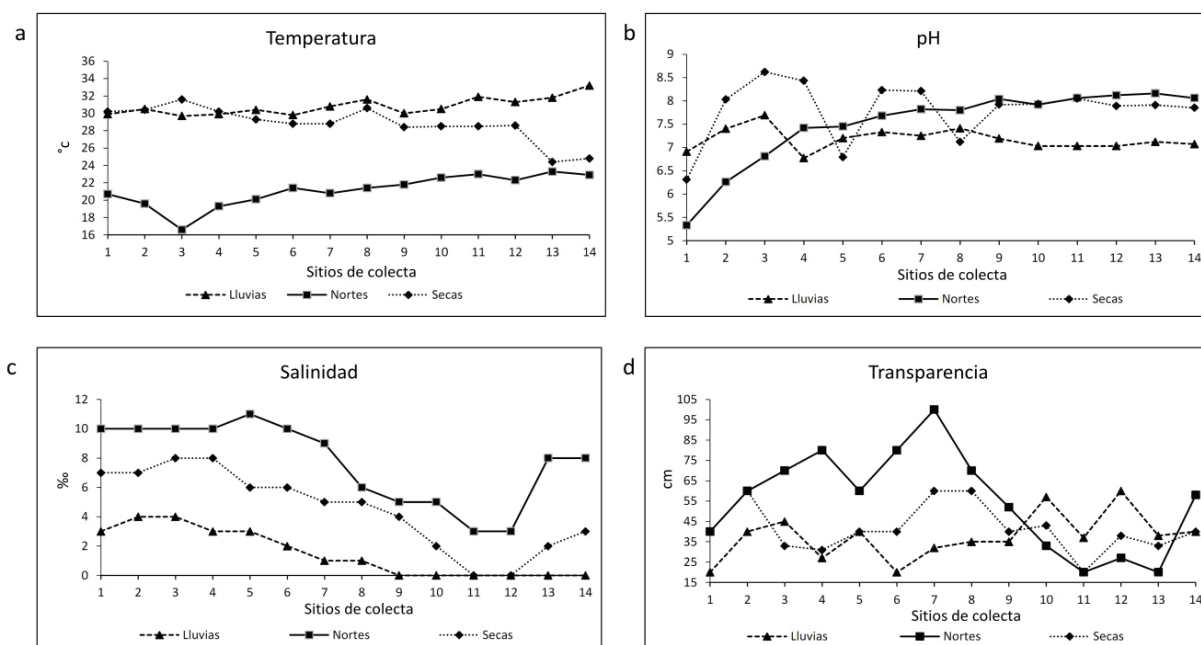 a
Temperatura
36
34
32
30
28
26
24
22
20
18
16
°c
1 2 3 4 5 6 7 8 9 10 11 12 13 14
Sitios de colecta
Lluvias Nortes Secas
b
pH
9
8.5
8
7.5
7
6.5
6
5.5
5
1 2 3 4 5 6 7 8 9 10 11 12 13 14
Sitios de colecta
Lluvias Nortes Secas
c
Salinidad
12
10
8
6
4
2
0
‰
1 2 3 4 5 6 7 8 9 10 11 12 13 14
Sitios de colecta
Lluvias Nortes Secas
d
Transparencia
105
95
85
75
65
55
45
35
25
15
cm
1 2 3 4 5 6 7 8 9 10 11 12 13 14
Sitios de colecta
Lluvias Nortes Secas